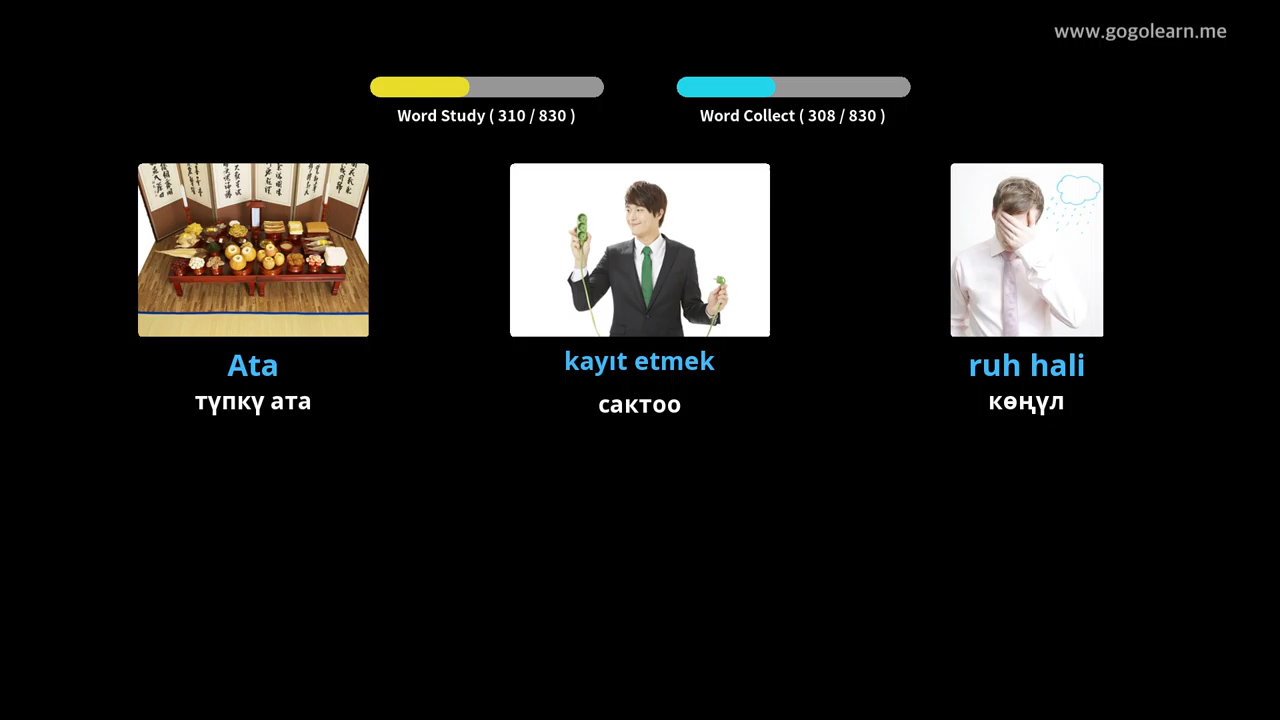 www.gogolearn.me
Word Study ( 310 / 830 )
Word Collect ( 308 / 830 )
Ata
түпкү ата
kayıt etmek
сактоо
ruh hali
көңүл